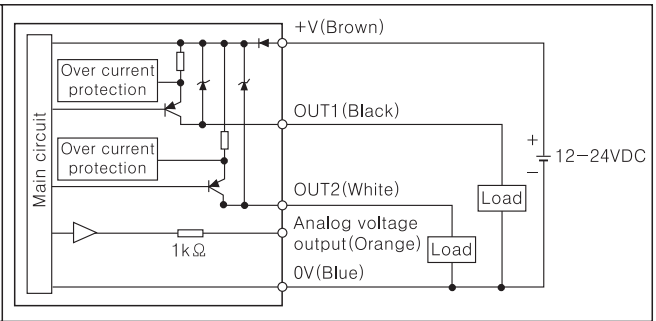 +V(Brown)
Over current
protection
Main circuit
OUT1(Black)
Over current
protection
+
12-24VDC
-
OUT2(White)
Load
Analog voltage
output(Orange)
1kΩ
Load
0V(Blue)